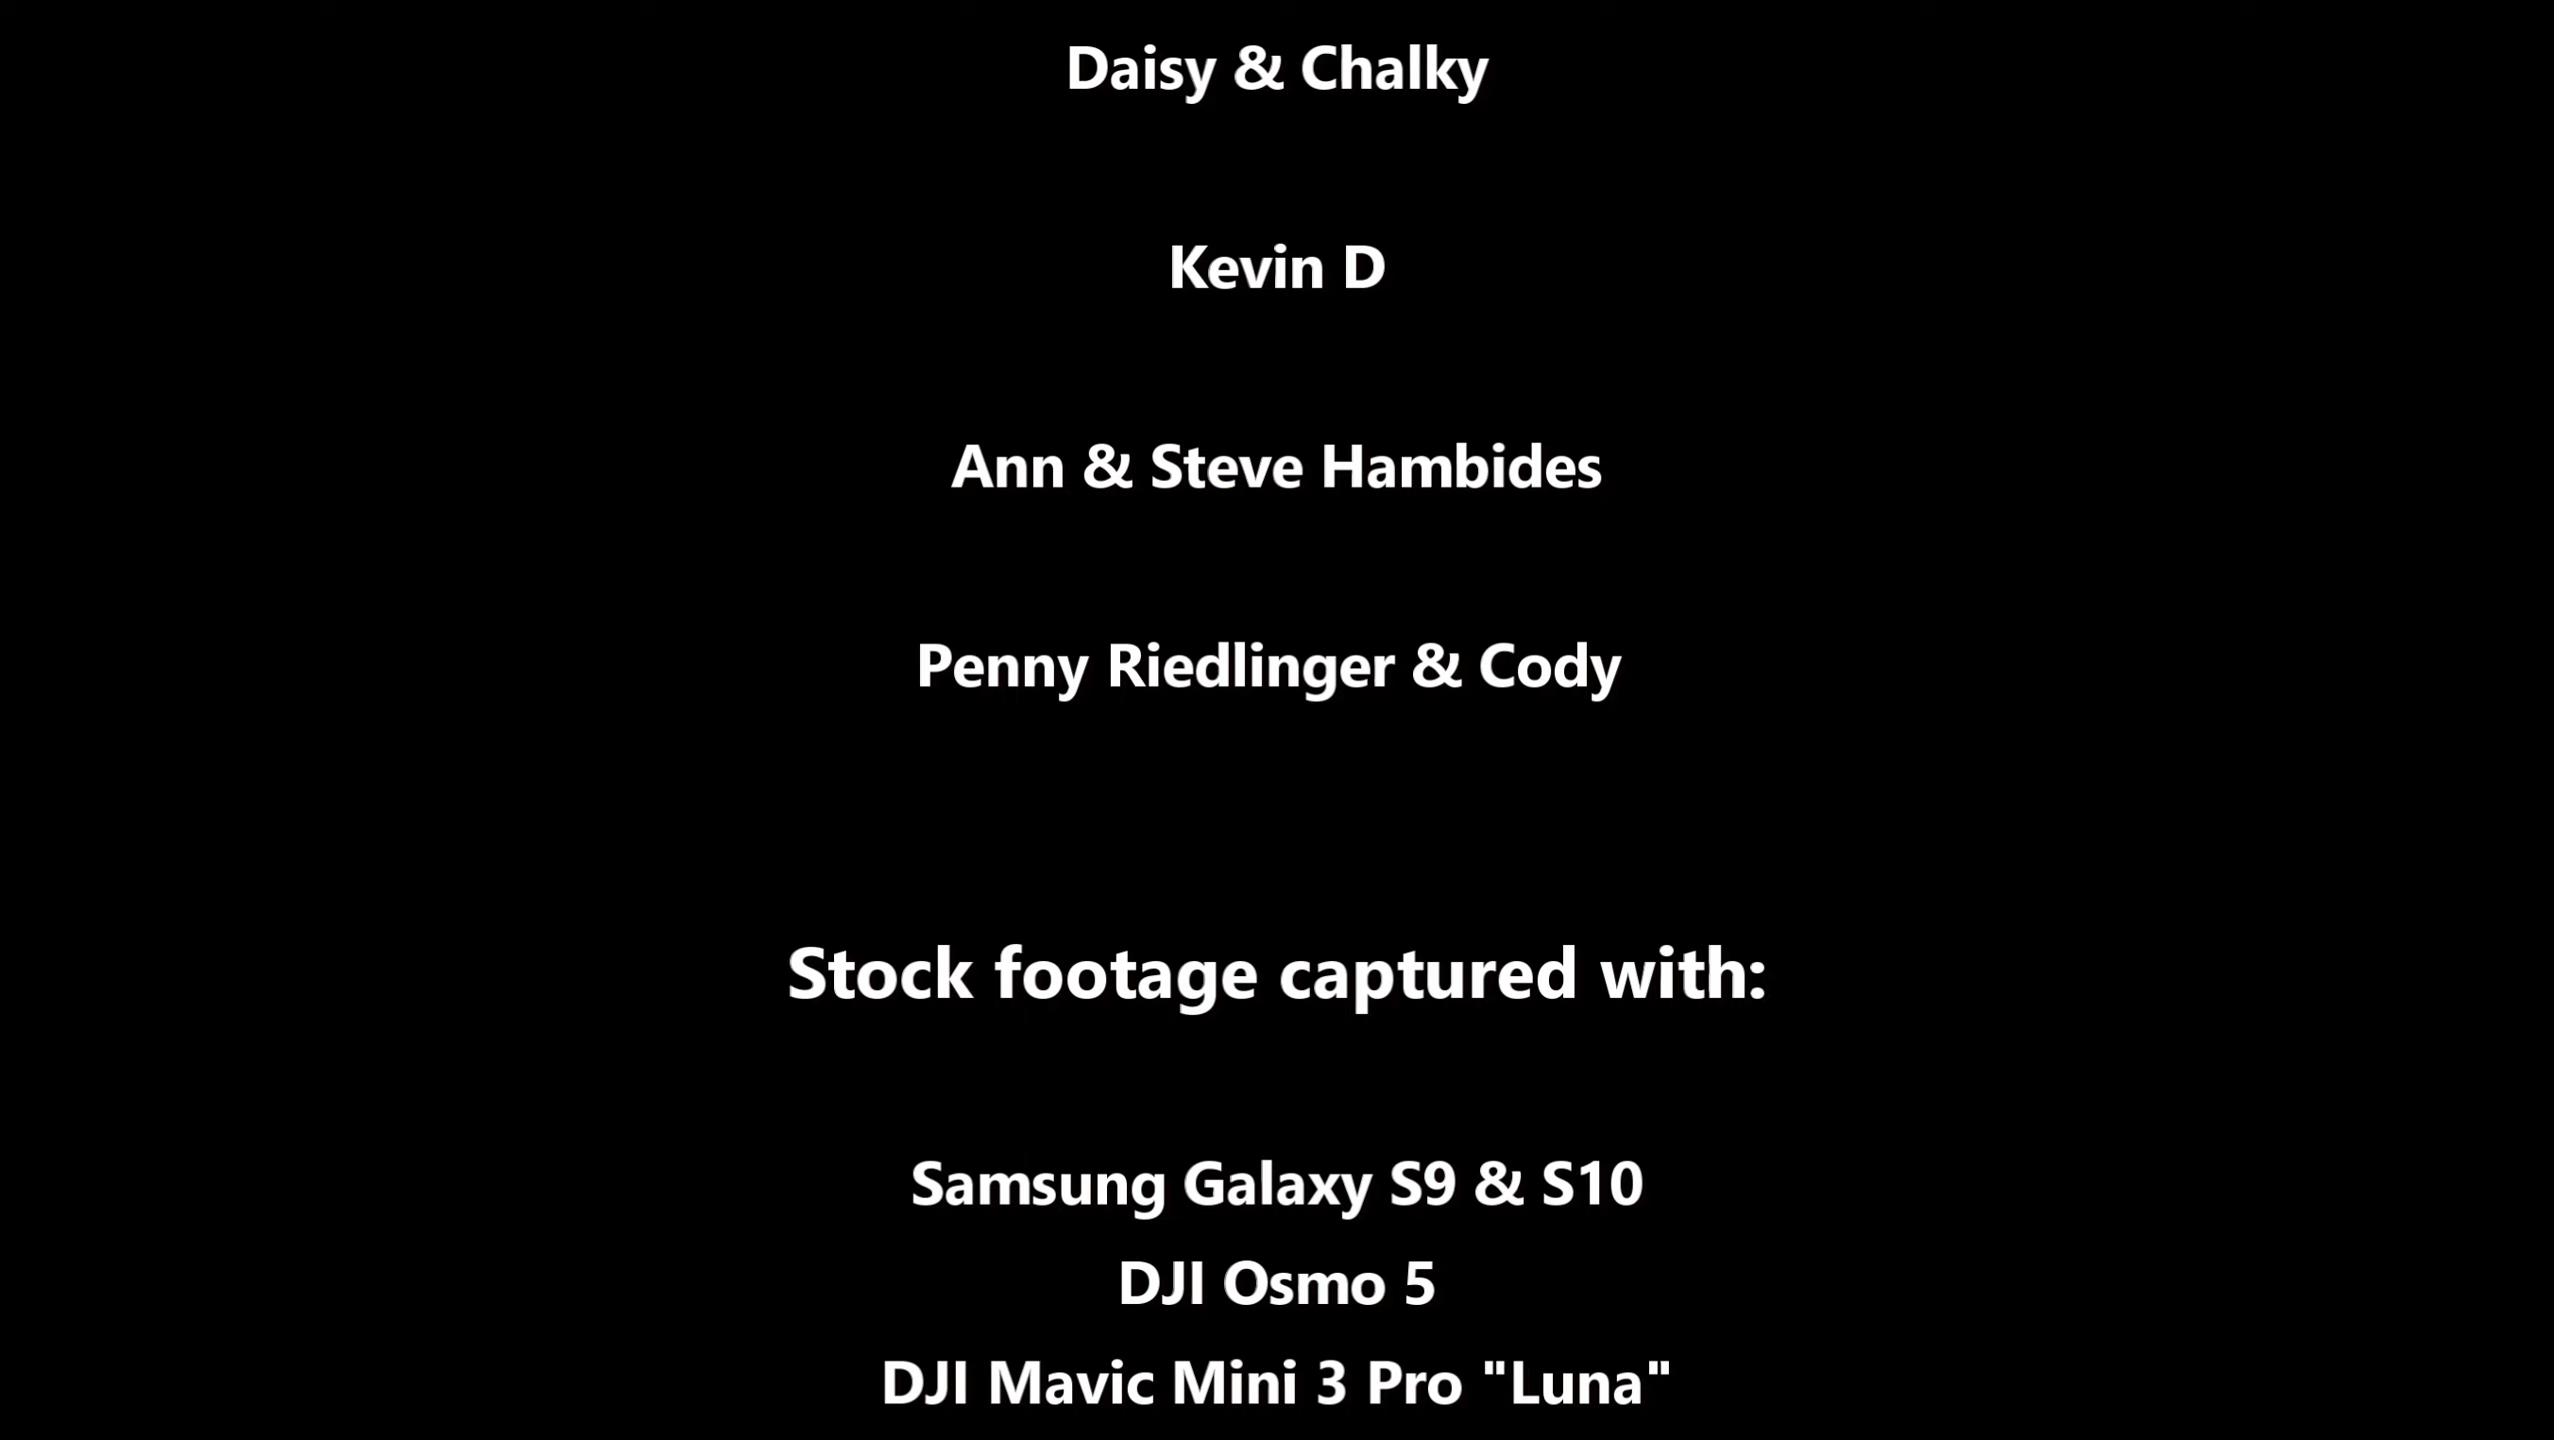 Daisy & Chalky
Kevin D
Ann & Steve Hambides
Penny Riedlinger & Cody
Stock footage captured with:
Samsung Galaxy S9 & S10
DJI Osmo 5
DJI Mavic Mini 3 Pro "Luna"